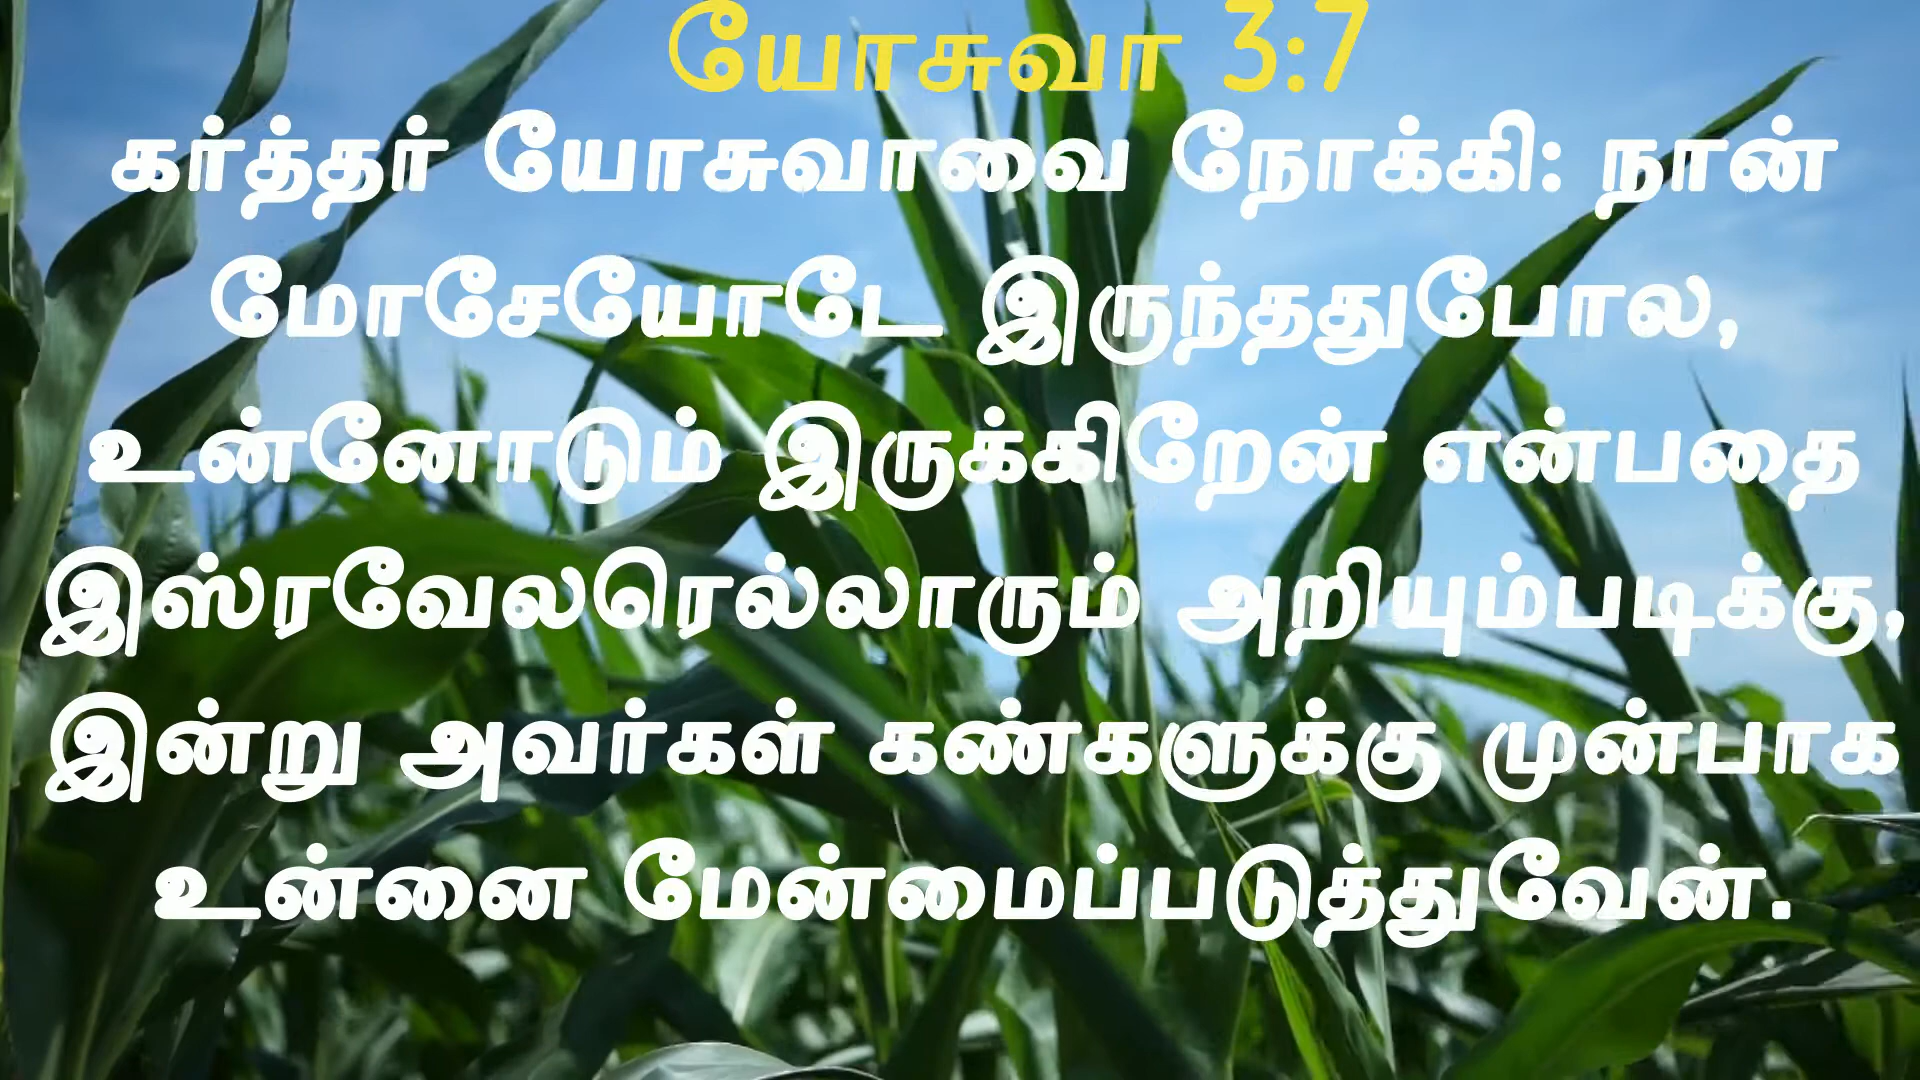 யோசுவா 3:7
கர்த்தர் யோசுவாவை நோக்கி: நான்
மோசேயோடே இருந்ததுபோல,
உன்னோடும் இருக்கிறேன் என்பதை
இஸ்ரவேலரெல்லாரும் அறியும்படிக்கு,
இன்று அவர்கள் கண்களுக்கு முன்பாக
உன்னை மேன்மைப்படுத்துவேன்.